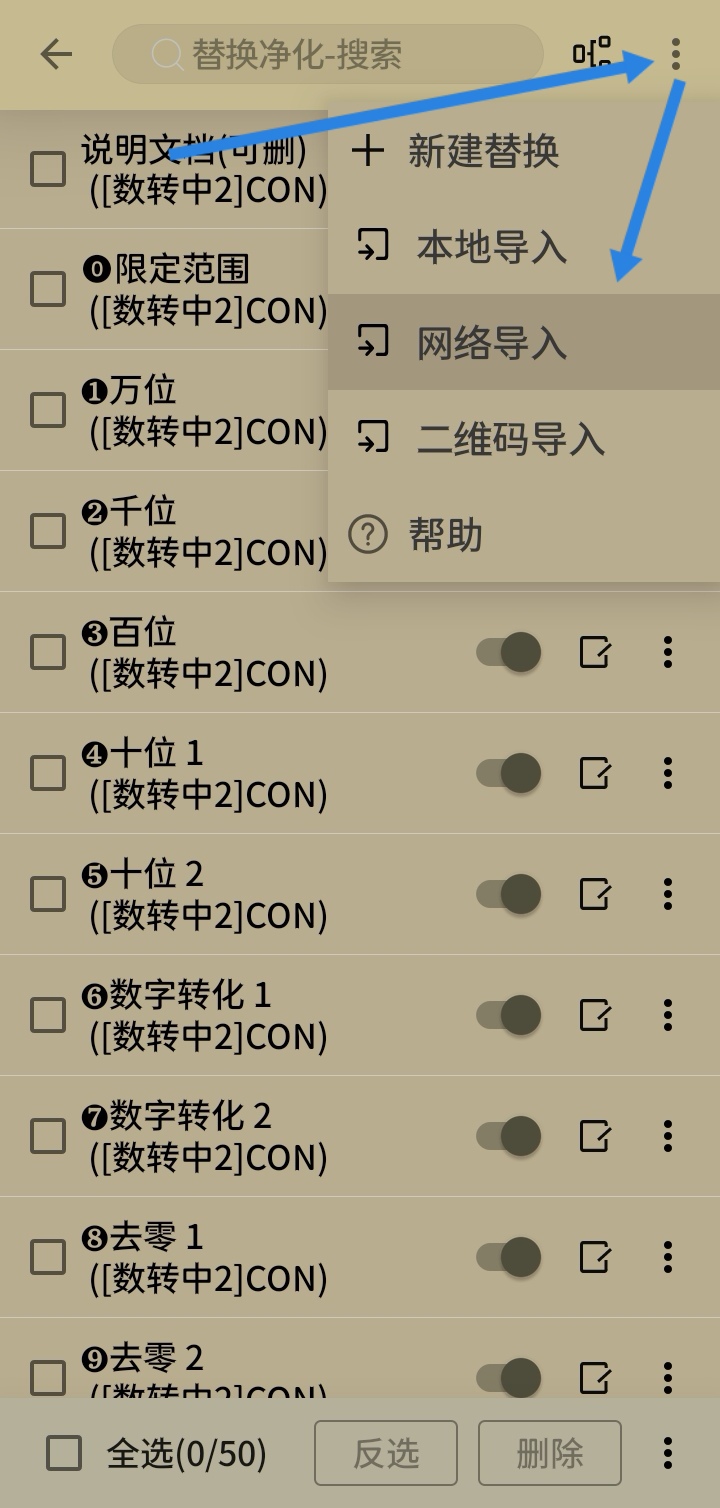 替换净化-搜索
说明文档(可删)
([数转中2]CON)
新建替换
本地导入
网络导入
二维码导入
帮助
⓿限定范围
([数转中2]CON)
❶万位
([数转中2]CON)
❷千位
([数转中2]CON)
❸百位
([数转中2]CON)
❹十位 1
([数转中2]CON)
❺十位 2
([数转中2]CON)
❻数字转化 1
([数转中2]CON)
❼数字转化 2
([数转中2]CON)
❽去零 1
([数转中2]CON)
❾去零 2
([数转中2]CON)
全选(0/50)
反选
删除